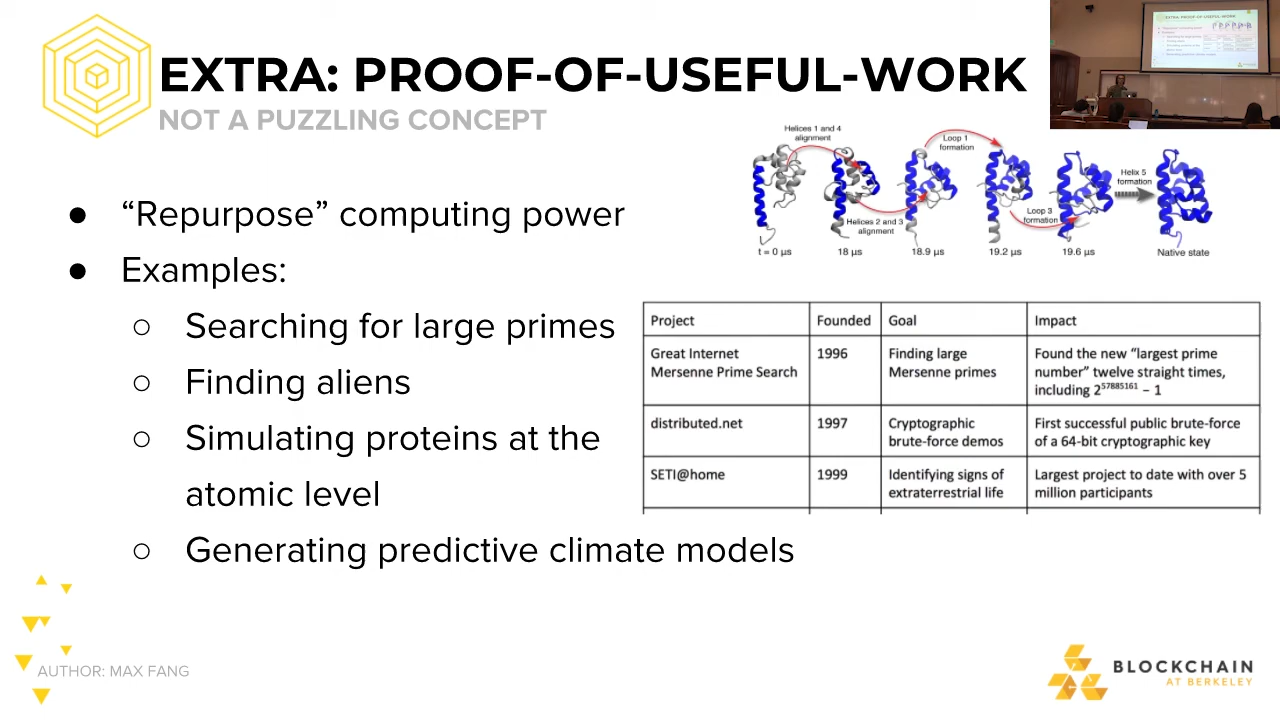 EXTRA: PROOF-OF-USEFUL-WORK
NOT A PUZZLING CONCEPT
● “Repurpose” computing power
● Examples:
○ Searching for large primes
○ Finding aliens
○ Simulating proteins at the
atomic level
○ Generating predictive climate models
Helices 1 and 4
alignment
Loop 1
formation
Helix 5
formation
Helices 2 and 3
alignment
Loop 3
formation
t = 0 μs
18 μs
18.9 μs
19.2 μs
19.6 μs
Native state
Project Founded Goal Impact
Great Internet 1996 Finding large Found the new “largest prime
Mersenne Prime Search Mersenne primes number” twelve straight times,
including 2⁵⁷⁸⁸⁵¹⁶¹ – 1
distributed.net 1997 Cryptographic First successful public brute-force
brute-force demos of a 64-bit cryptographic key
SETI@home 1999 Identifying signs of Largest project to date with over 5
extraterrestrial life million participants
AUTHOR: MAX FANG
BLOCKCHAIN
AT BERKELEY
EXTRA: PROOF-OF-USEFUL-WORK